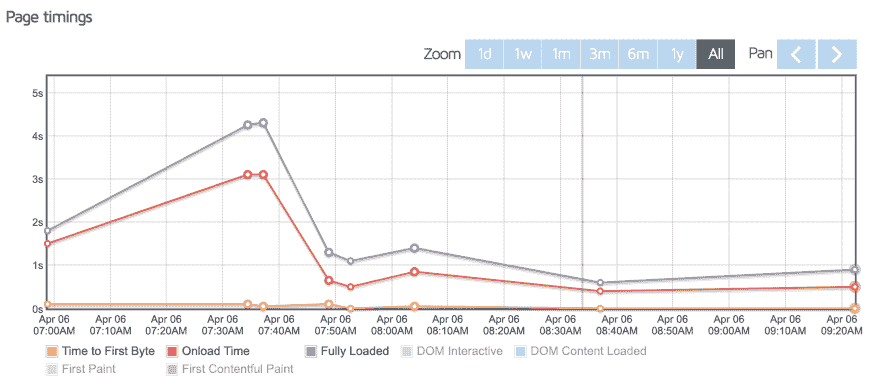 Page timings
Zoom 1d 1w 1m 3m 6m 1y All Pan
5s
4s
3s
2s
1s
0s
Apr 06 Apr 06 Apr 06 Apr 06 Apr 06 Apr 06 Apr 06 Apr 06 Apr 06 Apr 06 Apr 06 Apr 06 Apr 06 Apr 06 Apr 06
07:00AM 07:10AM 07:20AM 07:30AM 07:40AM 07:50AM 08:00AM 08:10AM 08:20AM 08:30AM 08:40AM 08:50AM 09:00AM 09:10AM 09:20AM
Time to First Byte Onload Time Fully Loaded DOM Interactive DOM Content Loaded
First Paint First Contentful Paint